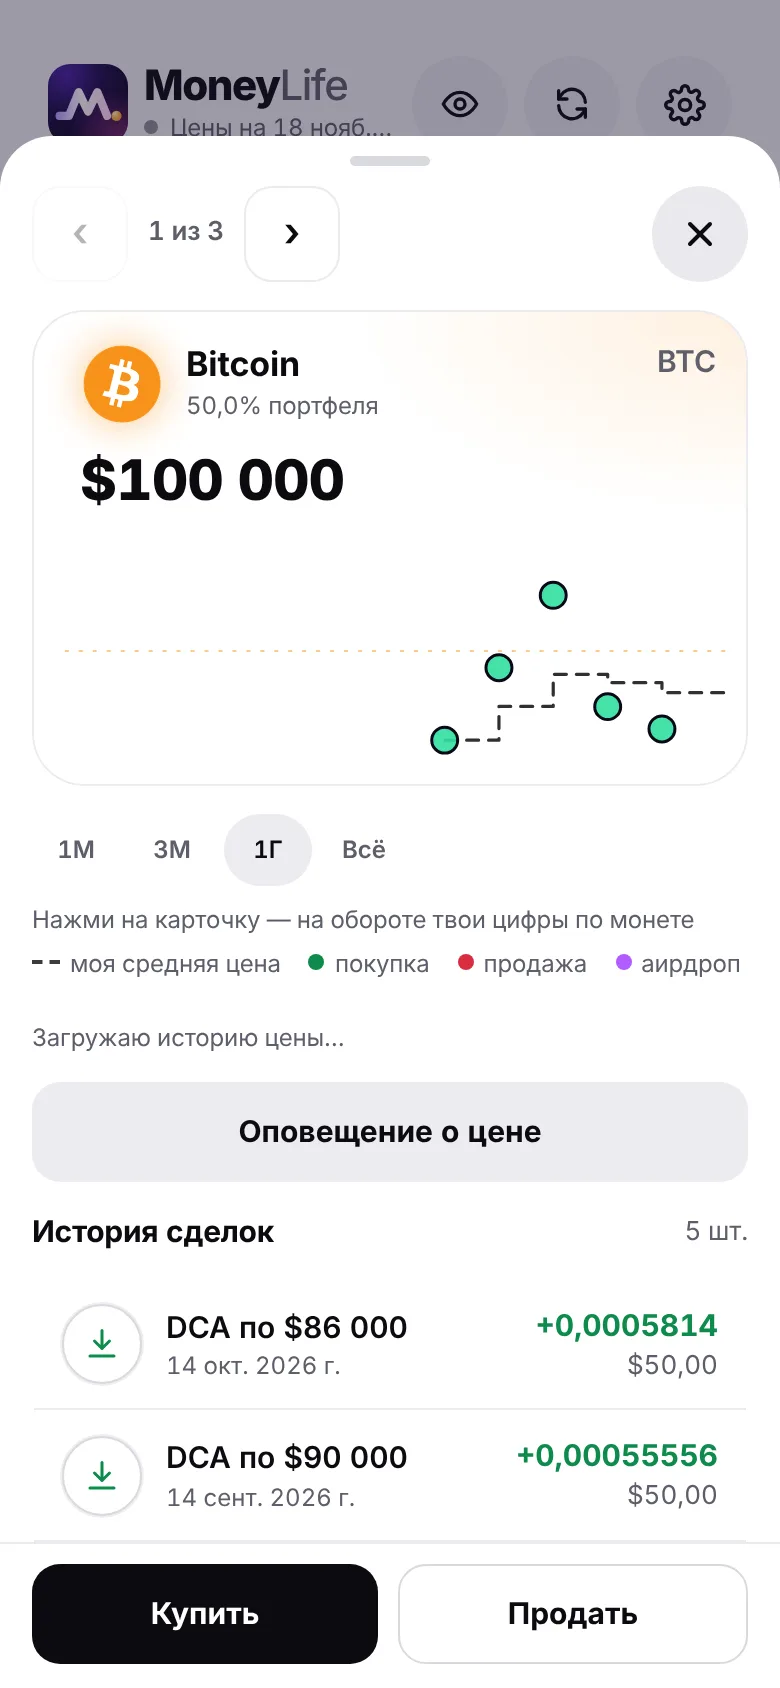 MoneyLife
Цены на 18 нояб....
1 из 3
Bitcoin
BTC
50,0% портфеля
$100 000
1М 3М 1Г Всё
Нажми на карточку — на обороте твои цифры по монете
моя средняя цена покупка продажа аирдроп
Загружаю историю цены...
Оповещение о цене
История сделок 5 шт.
DCA по $86 000 +0,0005814
14 окт. 2026 г. $50,00
DCA по $90 000 +0,00055556
14 сент. 2026 г. $50,00
Купить Продать